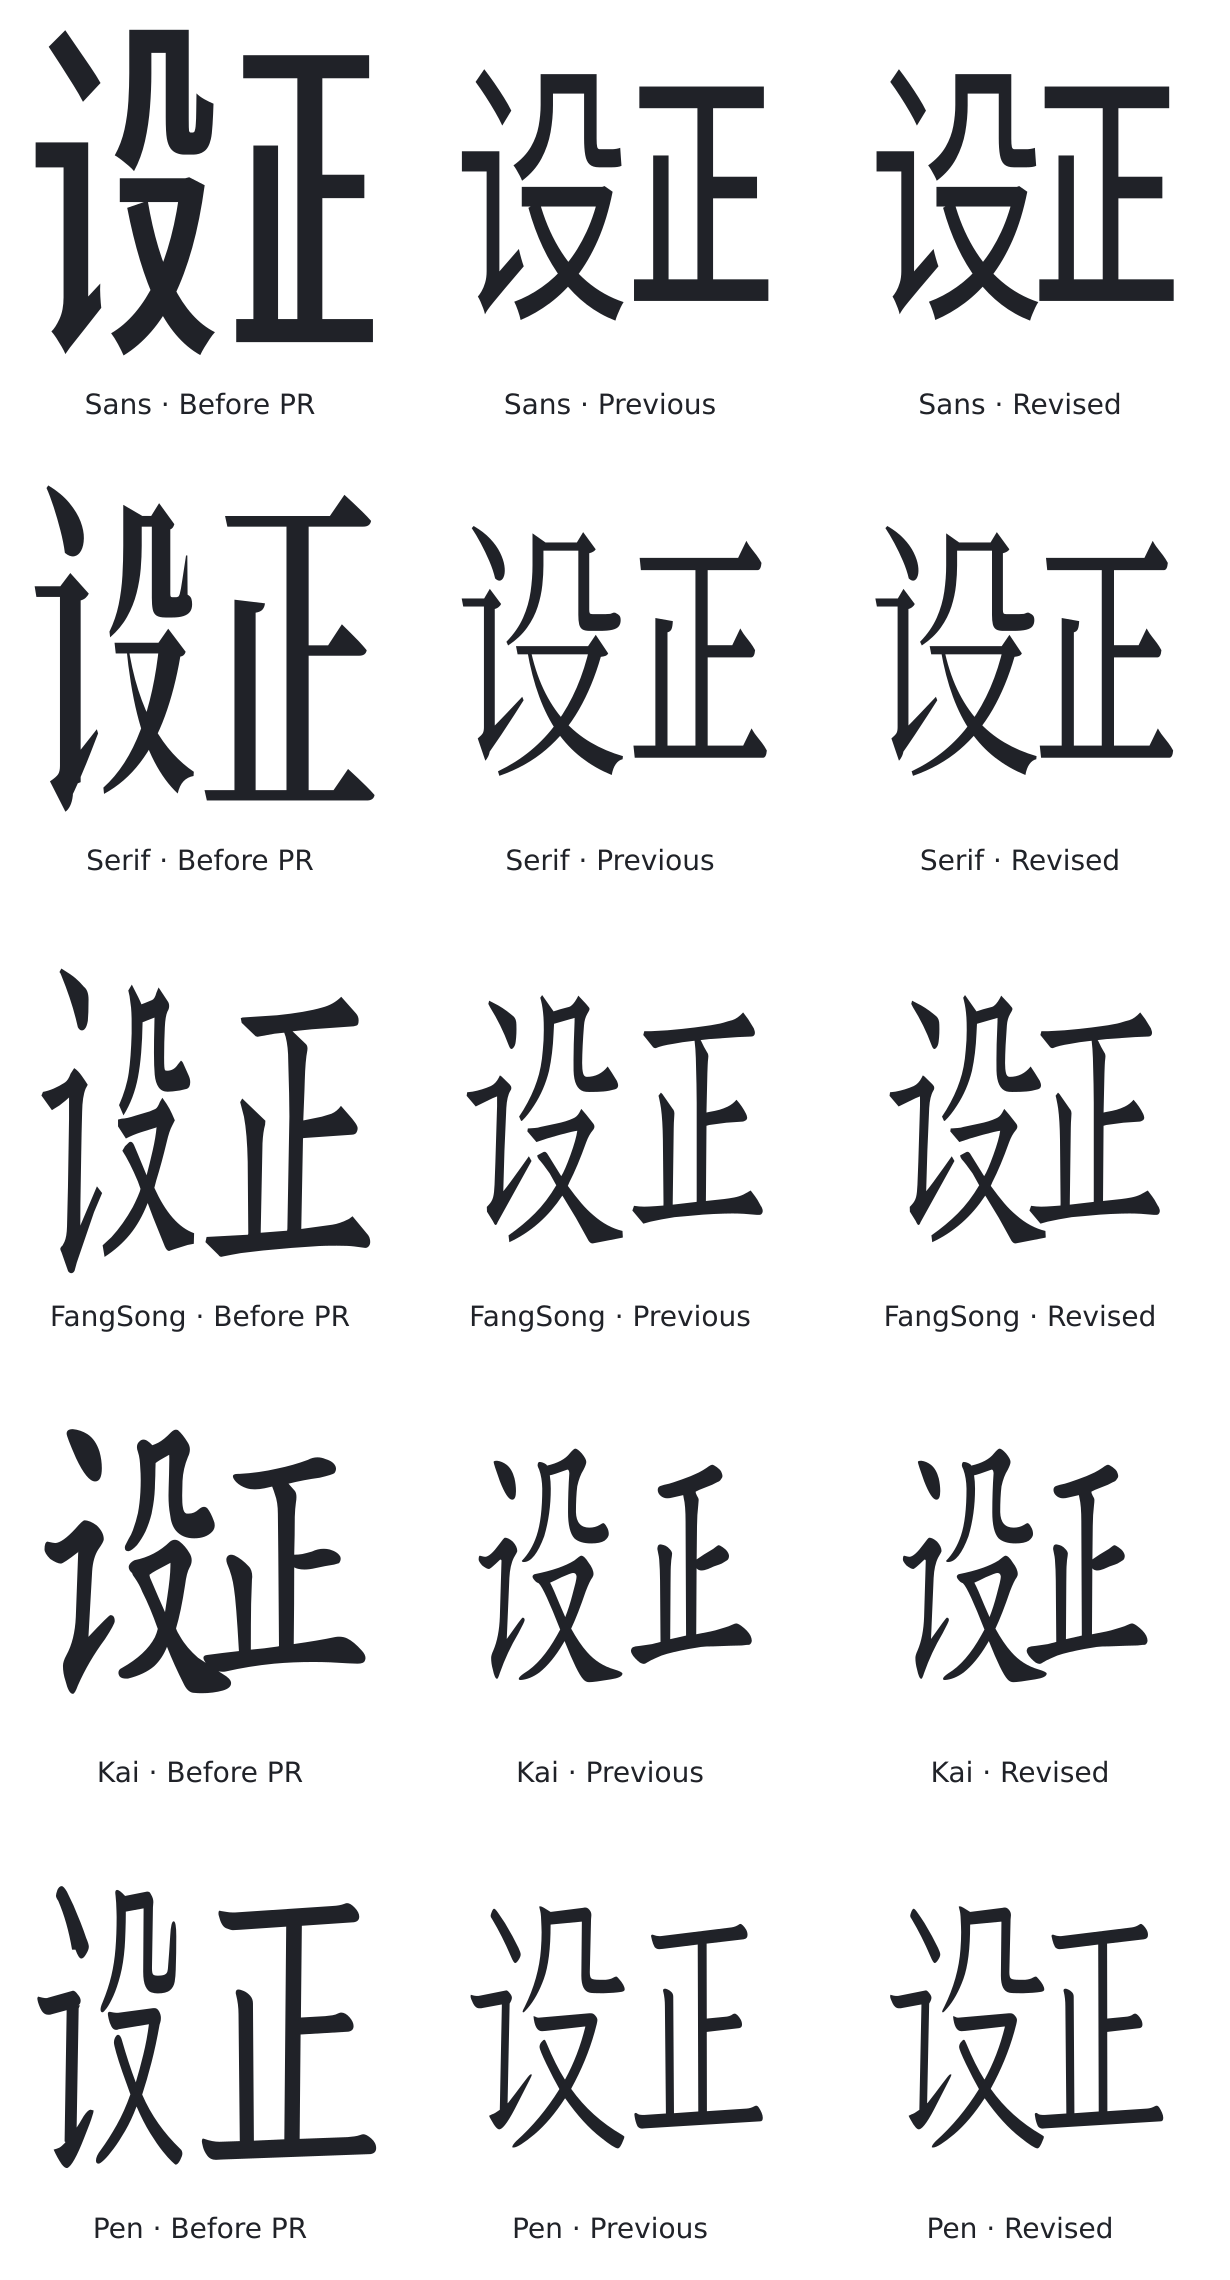 设正 设正 设正
Sans · Before PR Sans · Previous Sans · Revised
设正 设正 设正
Serif · Before PR Serif · Previous Serif · Revised
设正 设正 设正
FangSong · Before PR FangSong · Previous FangSong · Revised
设正 设正 设正
Kai · Before PR Kai · Previous Kai · Revised
设正 设正 设正
Pen · Before PR Pen · Previous Pen · Revised